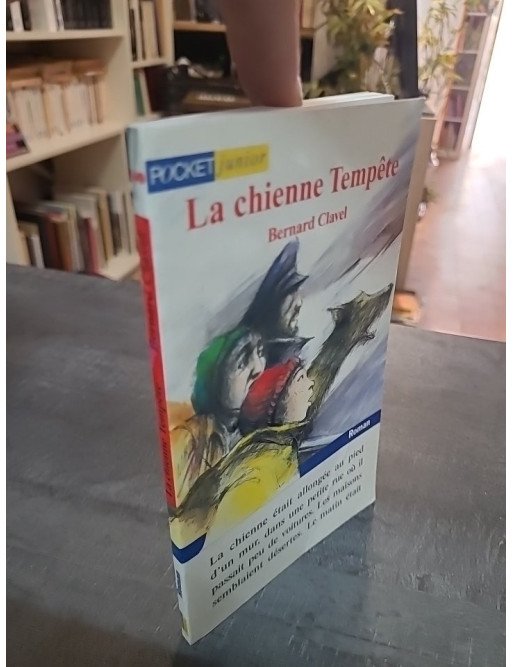 POCKET junior
La chienne Tempête
Bernard Clavel
Roman
La chienne était allongée au pied
d'un mur, dans une petite rue où il
passait peu de voitures. Les maisons
semblaient désertes. Le matin était